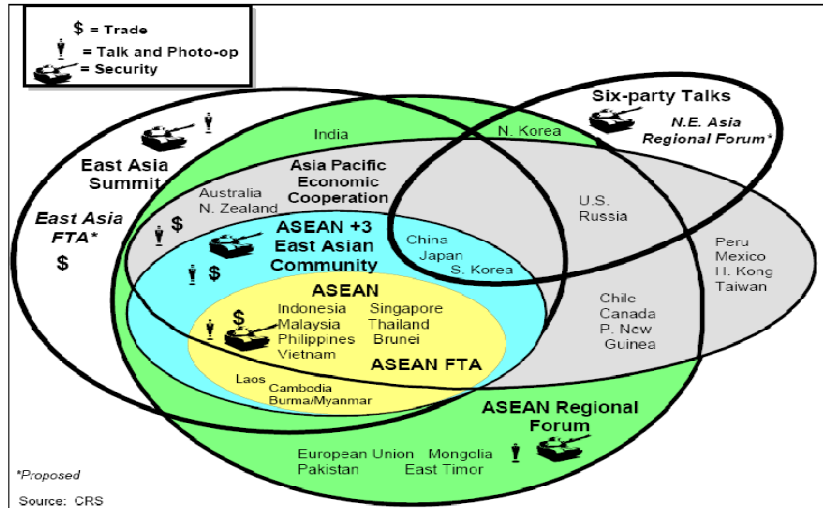 $ = Trade
= Talk and Photo-op
= Security
Six-party Talks
N.E. Asia
Regional Forum*
India
N. Korea
East Asia
Summit
Asia Pacific
Economic
Cooperation
Australia
N. Zealand
U.S.
Russia
East Asia
FTA*
$
$
ASEAN +3
East Asian
Community
$
China
Japan
S. Korea
Peru
Mexico
H. Kong
Taiwan
ASEAN
$
Indonesia Singapore
Malaysia Thailand
Philippines Brunei
Vietnam
ASEAN FTA
Chile
Canada
P. New
Guinea
Laos
Cambodia
Burma/Myanmar
ASEAN Regional
Forum
European Union Mongolia
Pakistan East Timor
*Proposed
Source: CRS